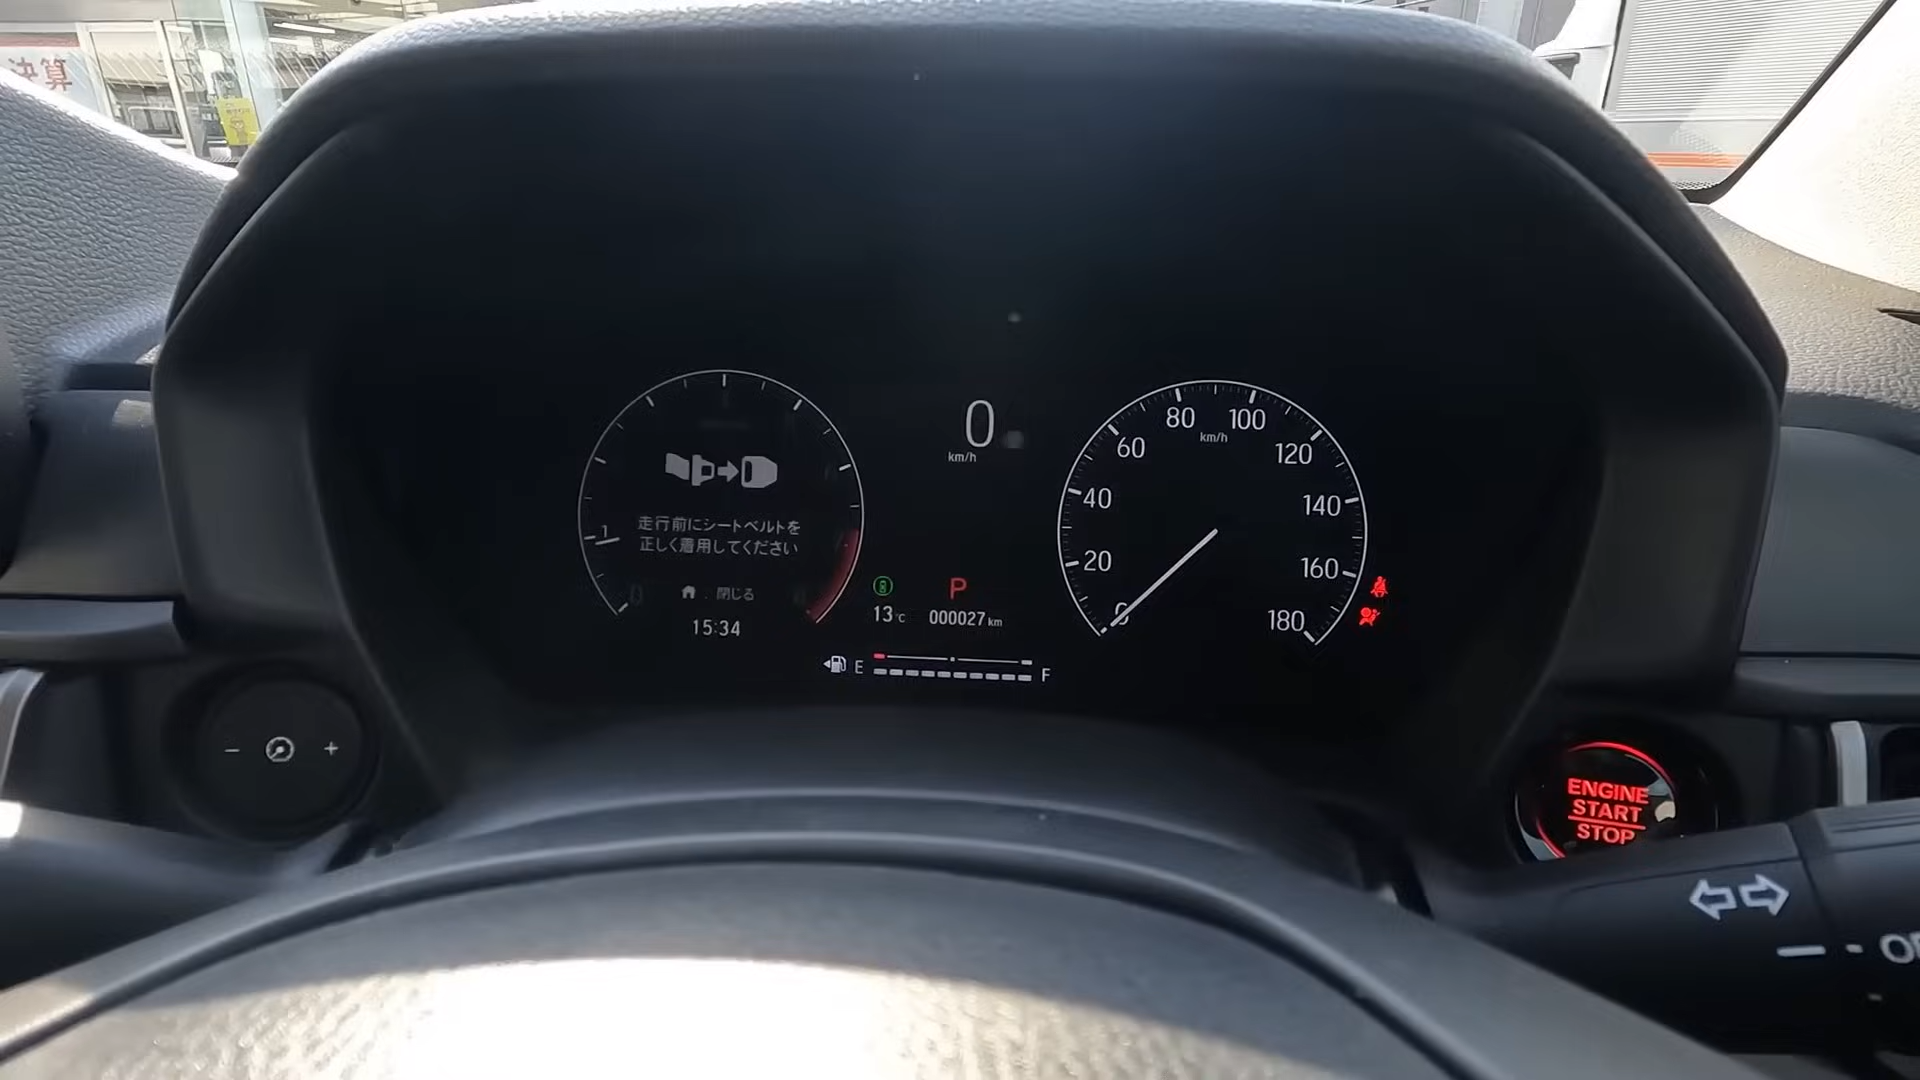 決算
0
km/h
80
100
km/h
60
120
40
140
20
160
0
180
1
走行前にシートベルトを
正しく着用してください
: 閉じる
15:34
P
13°C
000027 km
E
F
- +
ENGINE
START
STOP